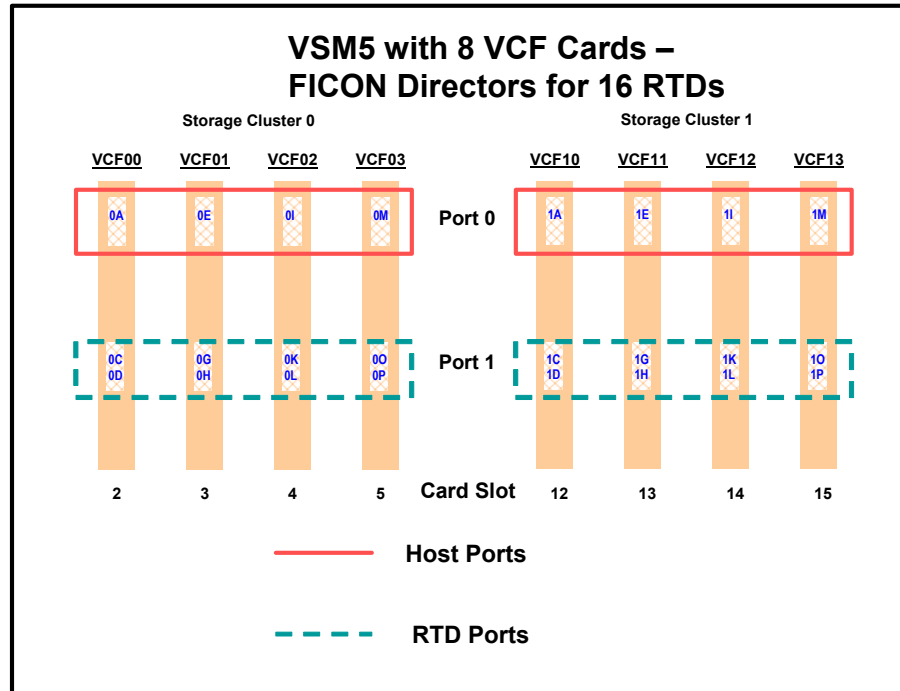 VSM5 with 8 VCF Cards –
FICON Directors for 16 RTDs
Storage Cluster 0 Storage Cluster 1
VCF00 VCF01 VCF02 VCF03 VCF10 VCF11 VCF12 VCF13
0A 0E 0I 0M Port 0 1A 1E 1I 1M
0C 0G 0K 0O Port 1 1C 1G 1K 1O
0D 0H 0L 0P 1D 1H 1L 1P
2 3 4 5 Card Slot 12 13 14 15
Host Ports
RTD Ports